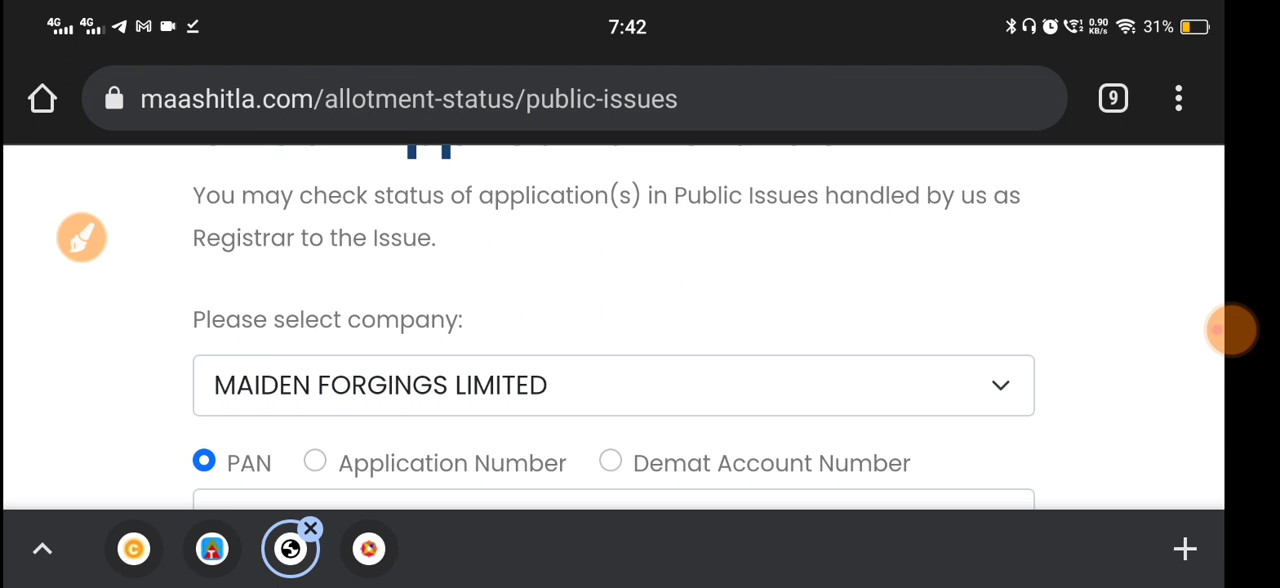 4G 4G 7:42 0.90 KB/s 31%
maashitla.com/allotment-status/public-issues 9
You may check status of application(s) in Public Issues handled by us as
Registrar to the Issue.
Please select company:
MAIDEN FORGINGS LIMITED
PAN Application Number Demat Account Number